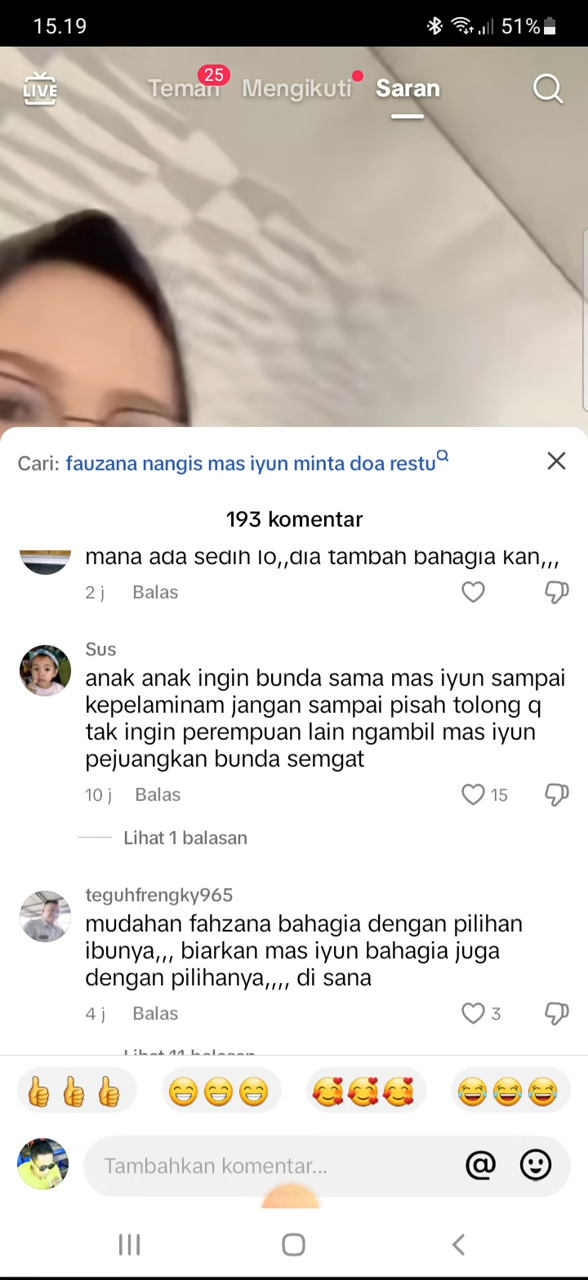 15.19
51%
LIVE
Teman 25 Mengikuti Saran
Cari: fauzana nangis mas iyun minta doa restu
193 komentar
mana ada sedih lo,,dia tambah bahagia kan,,,
2 j Balas
Sus
anak anak ingin bunda sama mas iyun sampai
kepelaminam jangan sampai pisah tolong q
tak ingin perempuan lain ngambil mas iyun
pejuangkan bunda semgat
10 j Balas 15
Lihat 1 balasan
teguhfrengky965
mudahan fahzana bahagia dengan pilihan
ibunya,,, biarkan mas iyun bahagia juga
dengan pilihanya,,,, di sana
4 j Balas 3
Lihat 11 balasan
Tambahkan komentar...